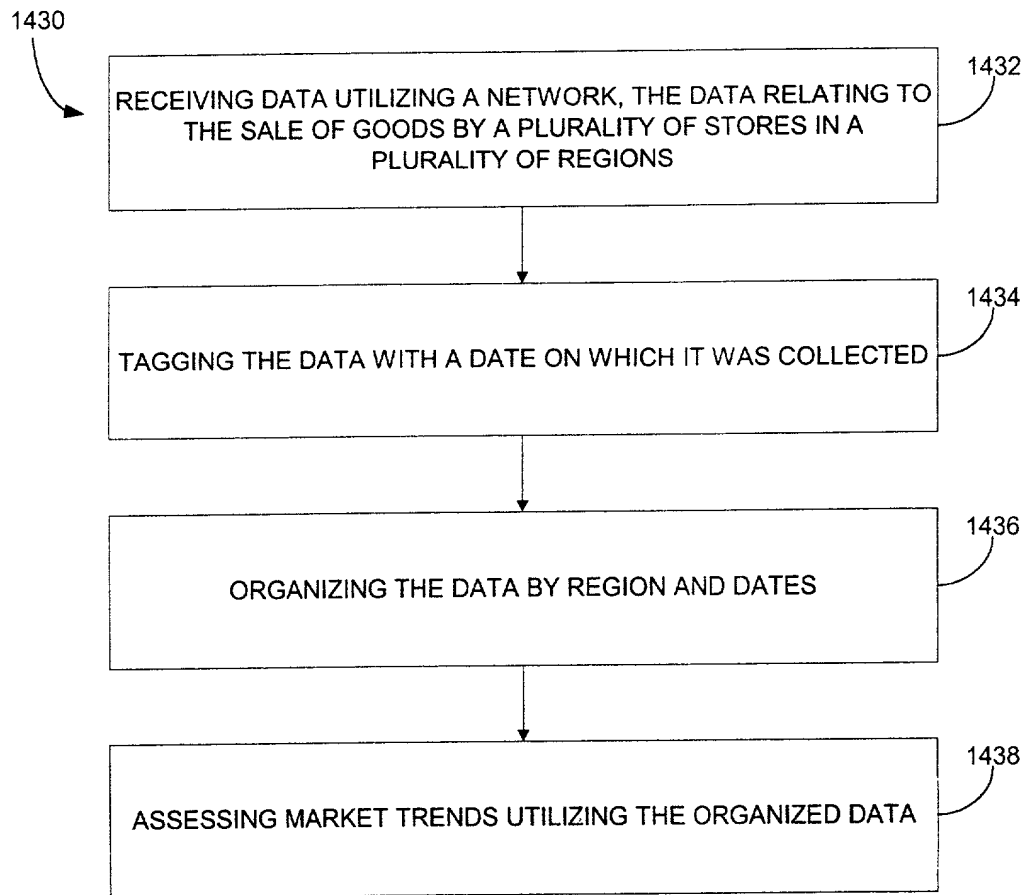 1430
1432
RECEIVING DATA UTILIZING A NETWORK, THE DATA RELATING TO
THE SALE OF GOODS BY A PLURALITY OF STORES IN A
PLURALITY OF REGIONS
1434
TAGGING THE DATA WITH A DATE ON WHICH IT WAS COLLECTED
1436
ORGANIZING THE DATA BY REGION AND DATES
1438
ASSESSING MARKET TRENDS UTILIZING THE ORGANIZED DATA